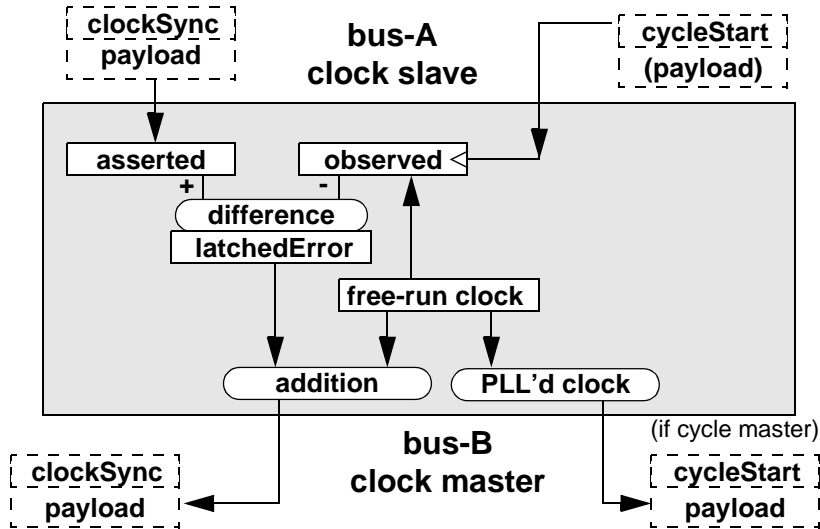 clockSync
payload
bus-A
clock slave
cycleStart
(payload)
asserted
observed
+
-
difference
latchedError
free-run clock
addition
PLL'd clock
(if cycle master)
bus-B
clock master
clockSync
payload
cycleStart
payload